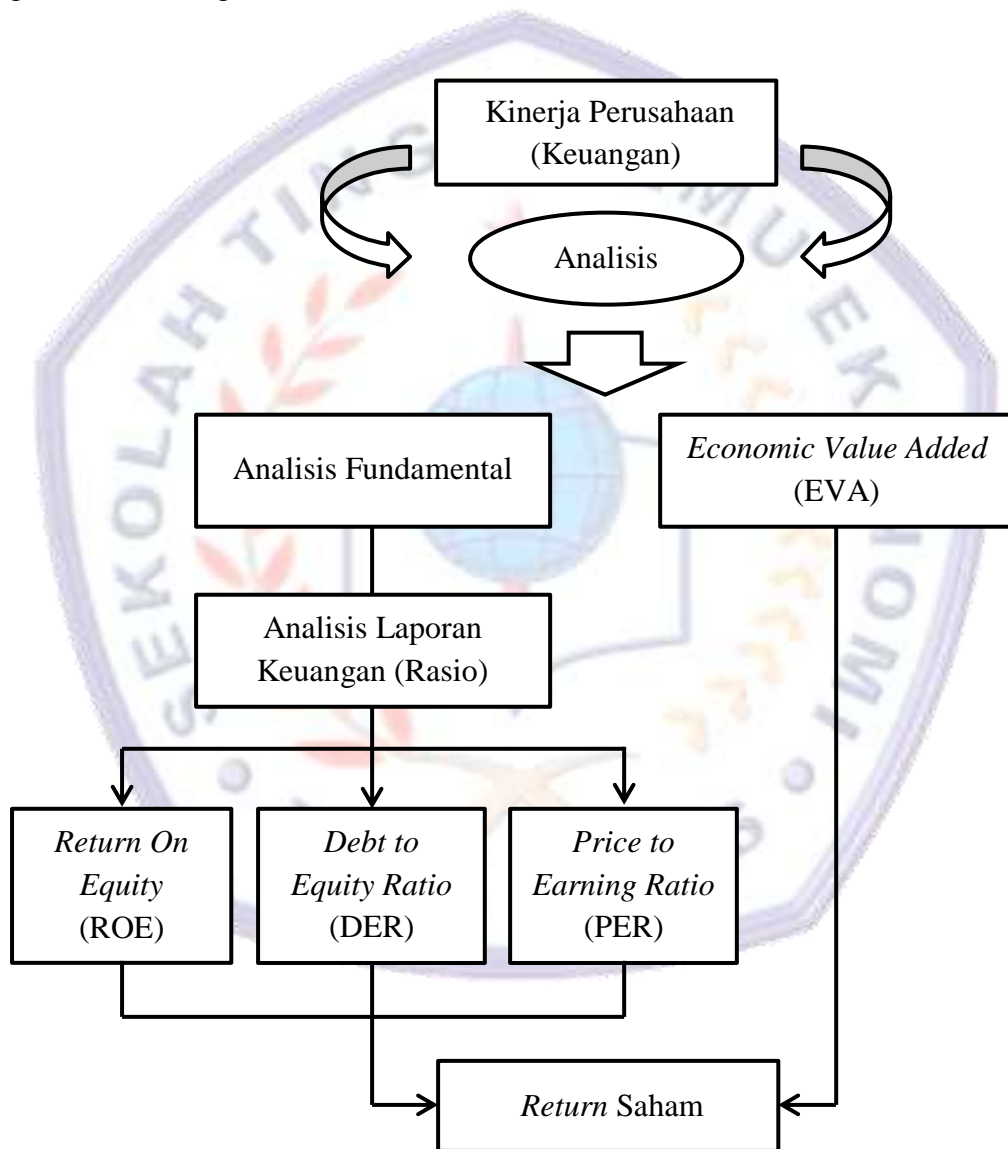 Kinerja Perusahaan
(Keuangan)
Analisis
Analisis Fundamental
Economic Value Added
(EVA)
Analisis Laporan
Keuangan (Rasio)
Return On
Equity
(ROE)
Debt to
Equity Ratio
(DER)
Price to
Earning Ratio
(PER)
Return Saham
SEKOLAH